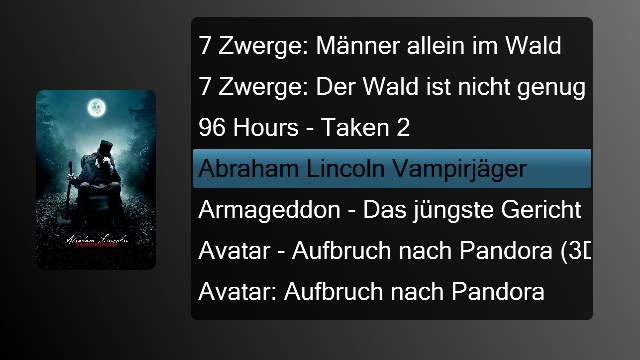 7 Zwerge: Männer allein im Wald
7 Zwerge: Der Wald ist nicht genug
96 Hours - Taken 2
Abraham Lincoln Vampirjäger
Armageddon - Das jüngste Gericht
Avatar - Aufbruch nach Pandora (3D
Avatar: Aufbruch nach Pandora
Abraham Lincoln
VAMPIRJÄGER